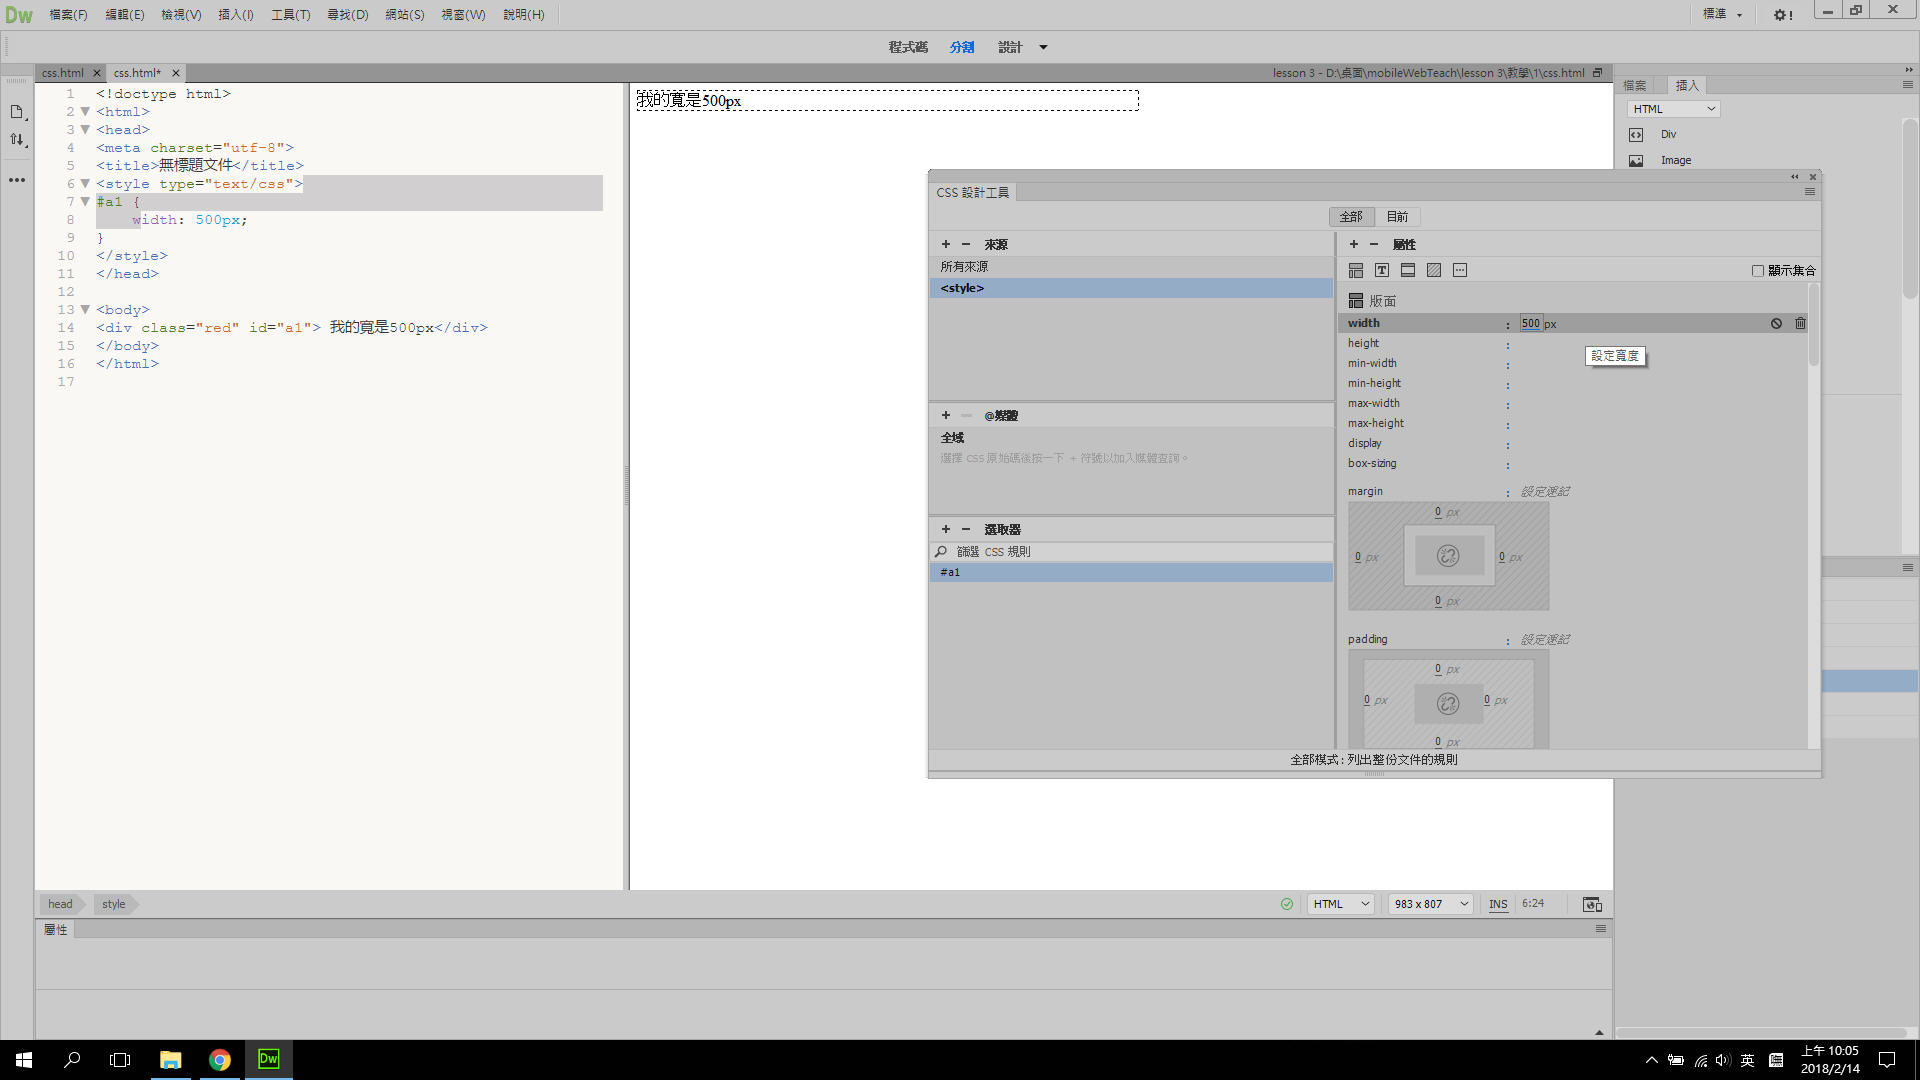 Dw 檔案(F) 編輯(E) 檢視(V) 插入(I) 工具(T) 尋找(D) 網站(S) 視窗(W) 說明(H) 標準 !
程式碼 分割 設計
css.html × css.html* × lesson 3 - D:\桌面\mobileWebTeach\lesson 3\教學\1\css.html
1 <!doctype html>
2 <html>
3 <head>
4 <meta charset="utf-8">
5 <title>無標題文件</title>
6 <style type="text/css">
7 #a1 {
8 width: 500px;
9 }
10 </style>
11 </head>
12
13 <body>
14 <div class="red" id="a1"> 我的寬是500px</div>
15 </body>
16 </html>
17
我的寬是500px
檔案 插入
HTML
Div
Image
CSS 設計工具
全部 目前
+ − 來源
所有來源
<style>
+ − @媒體
全域
選擇 CSS 原始碼後按一下 + 符號以加入媒體查詢。
+ − 選取器
篩選 CSS 規則
#a1
+ − 屬性
T
顯示集合
版面
width : 500 px
設定寬度
height :
min-width :
min-height :
max-width :
max-height :
display :
box-sizing :
margin : 設定速記
0 px
0 px 0 px
0 px
padding : 設定速記
0 px
0 px 0 px
0 px
全部模式 : 列出整份文件的規則
head style HTML 983 x 807 INS 6:24
屬性
Dw 英 上午 10:05
2018/2/14